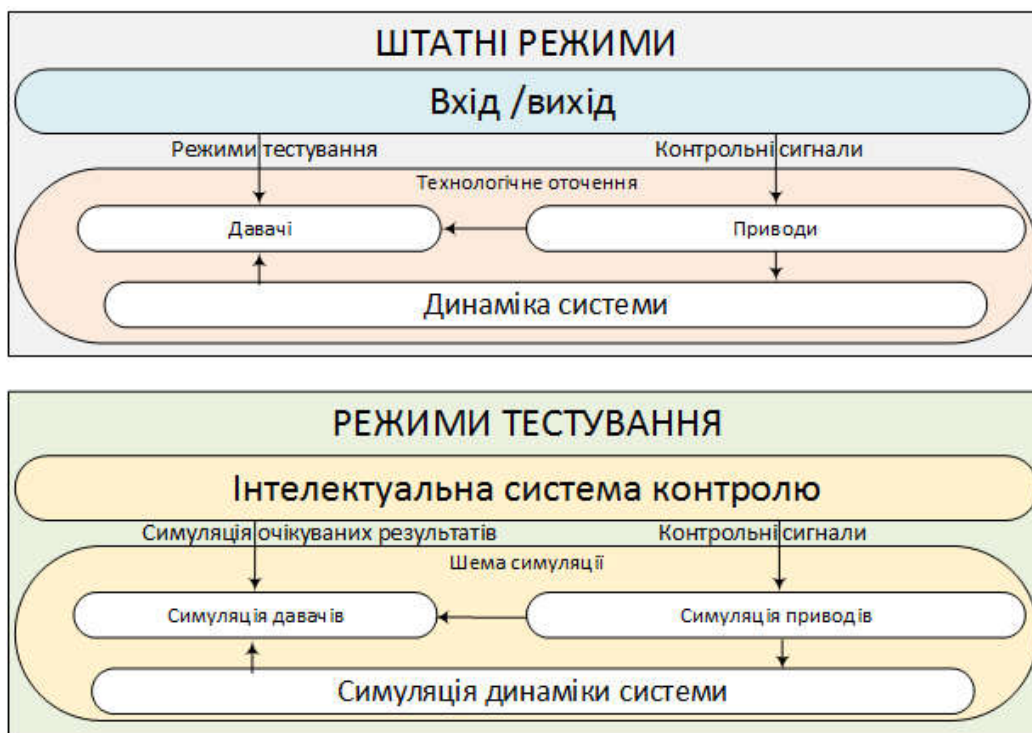 ШТАТНІ РЕЖИМИ
Вхід /вихід
Режими тестування
Контрольні сигнали
Технологічне оточення
Давачі
Приводи
Динаміка системи
РЕЖИМИ ТЕСТУВАННЯ
Інтелектуальна система контролю
Симуляція очікуваних результатів
Контрольні сигнали
Шема симуляції
Симуляція давачів
Симуляція приводів
Симуляція динаміки системи